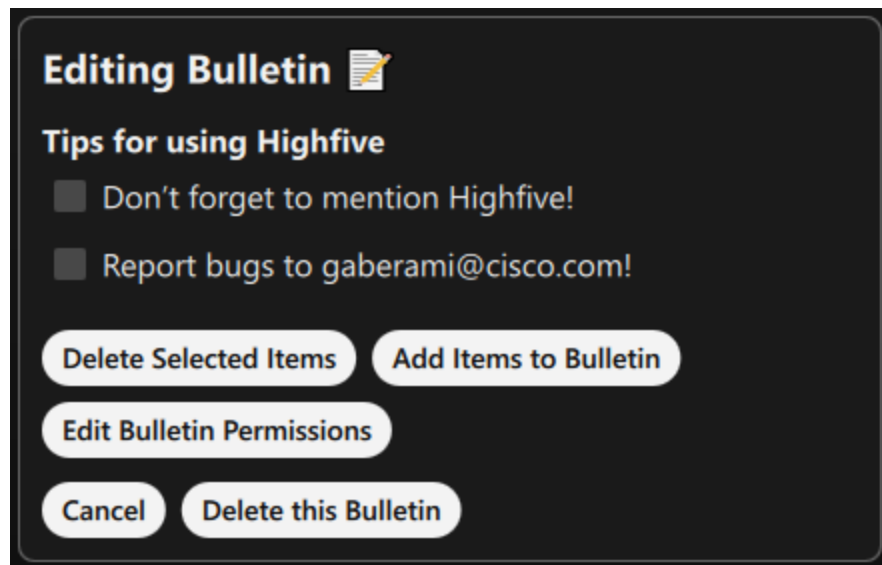 Editing Bulletin 📝
Tips for using Highfive
Don't forget to mention Highfive!
Report bugs to gaberami@cisco.com!
Delete Selected Items Add Items to Bulletin
Edit Bulletin Permissions
Cancel Delete this Bulletin